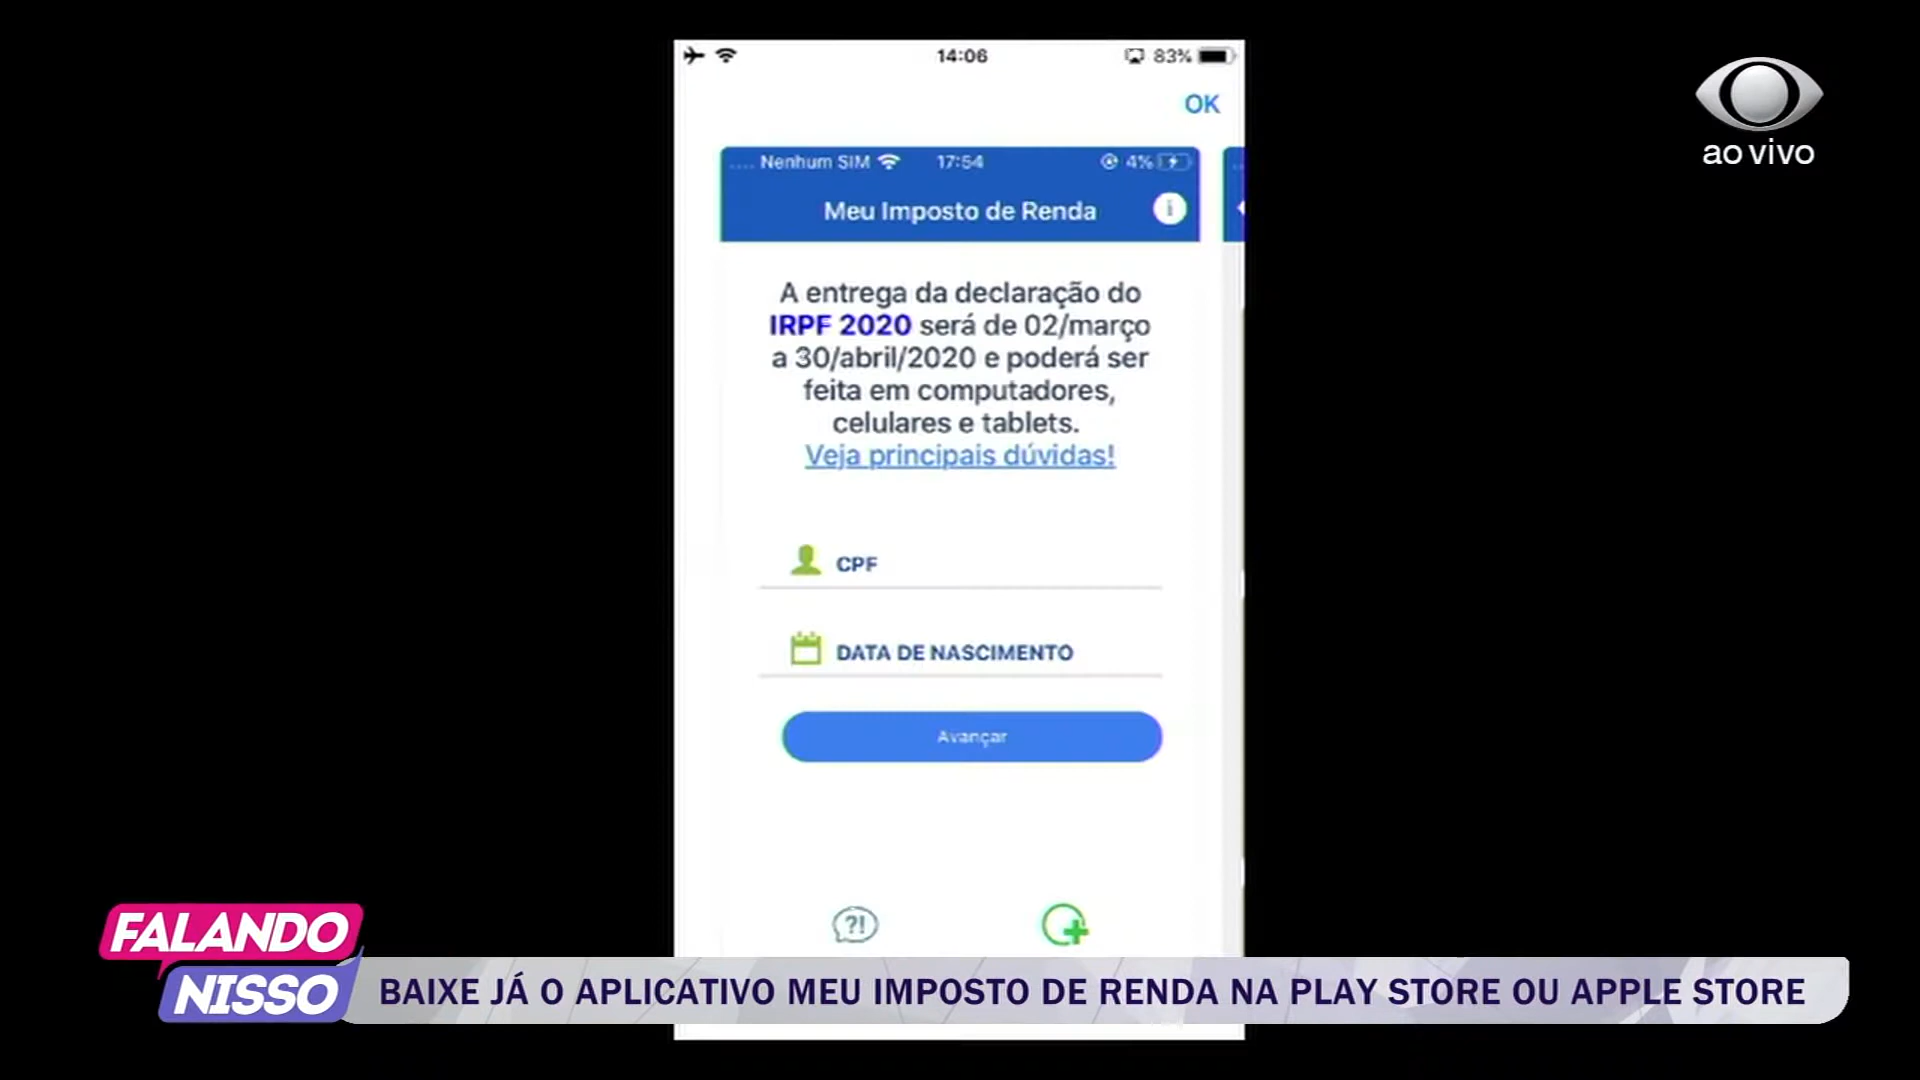 14:06
83%
OK
Nenhum SIM
17:54
4%
Meu Imposto de Renda
A entrega da declaração do
IRPF 2020 será de 02/março
a 30/abril/2020 e poderá ser
feita em computadores,
celulares e tablets.
Veja principais dúvidas!
CPF
DATA DE NASCIMENTO
Avançar
?!
ao vivo
FALANDO
NISSO
BAIXE JÁ O APLICATIVO MEU IMPOSTO DE RENDA NA PLAY STORE OU APPLE STORE